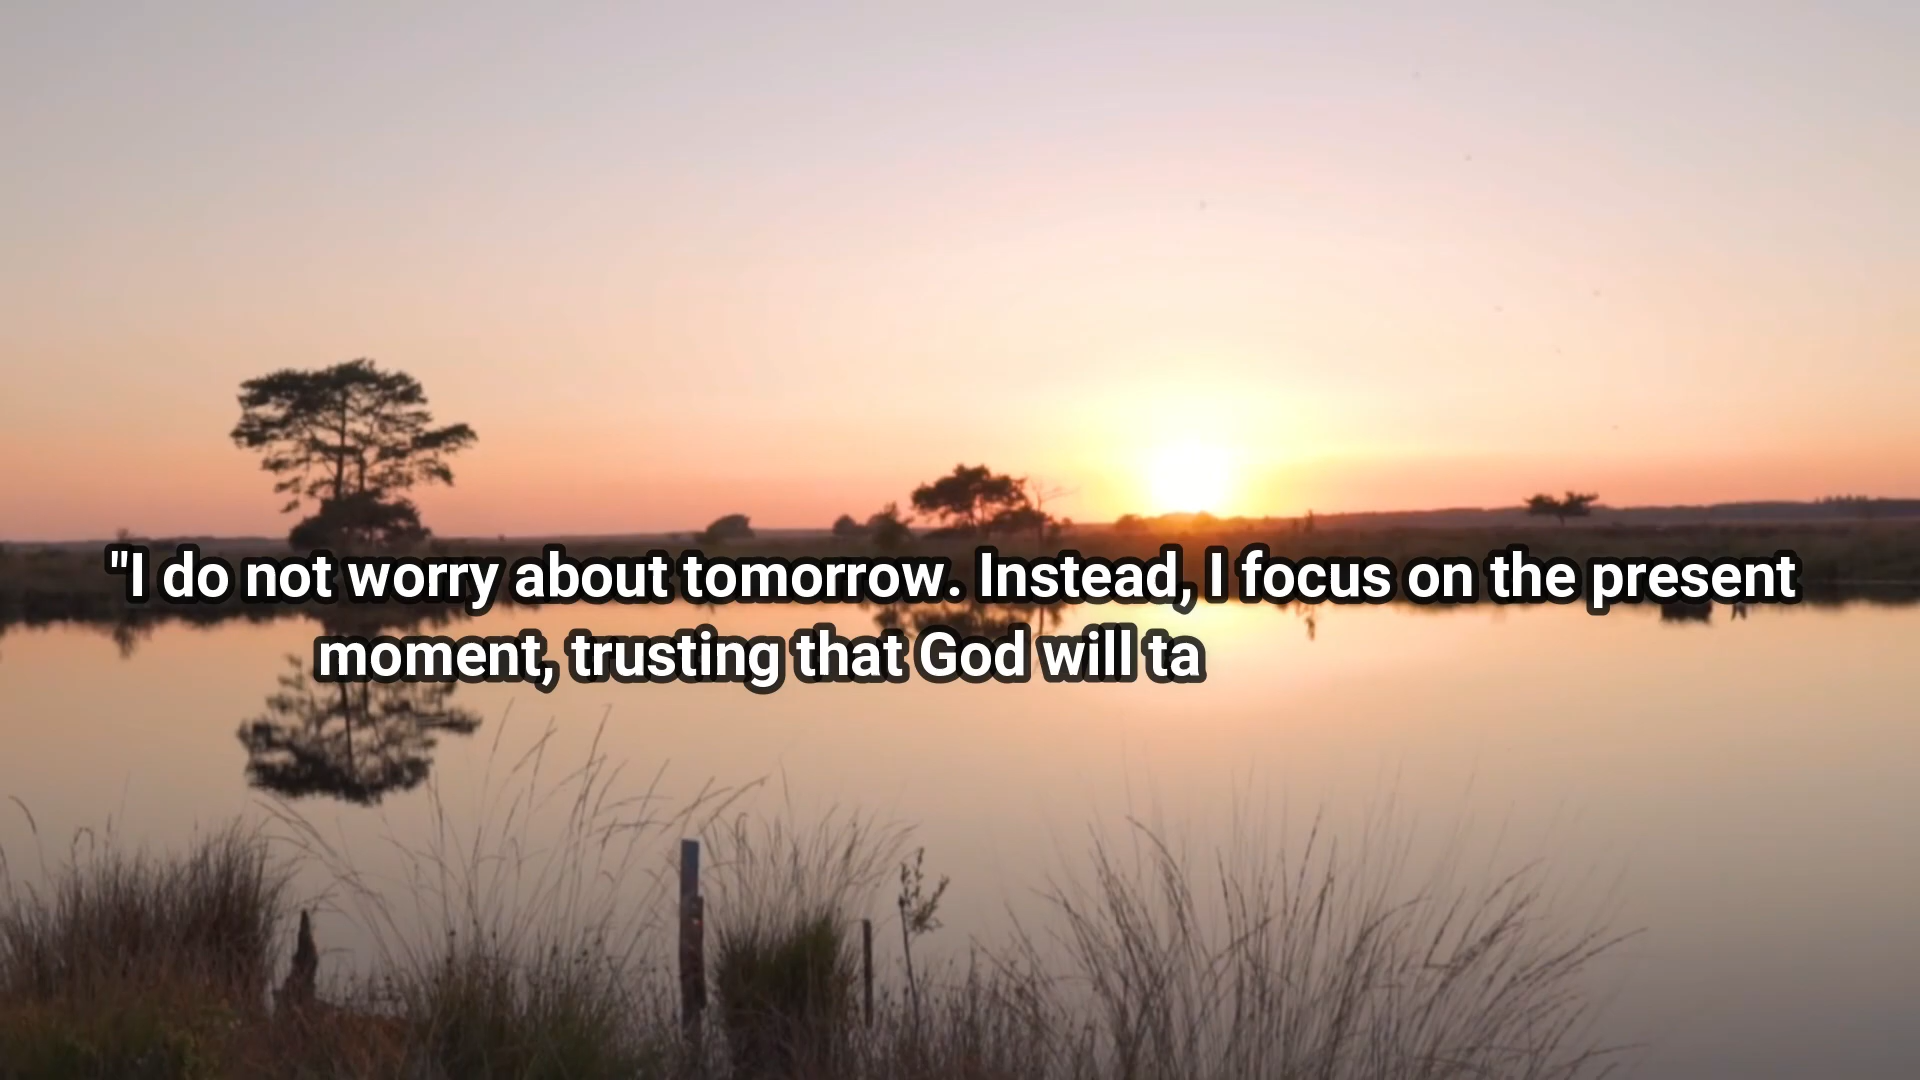 "I do not worry about tomorrow. Instead, I focus on the present
moment, trusting that God will ta